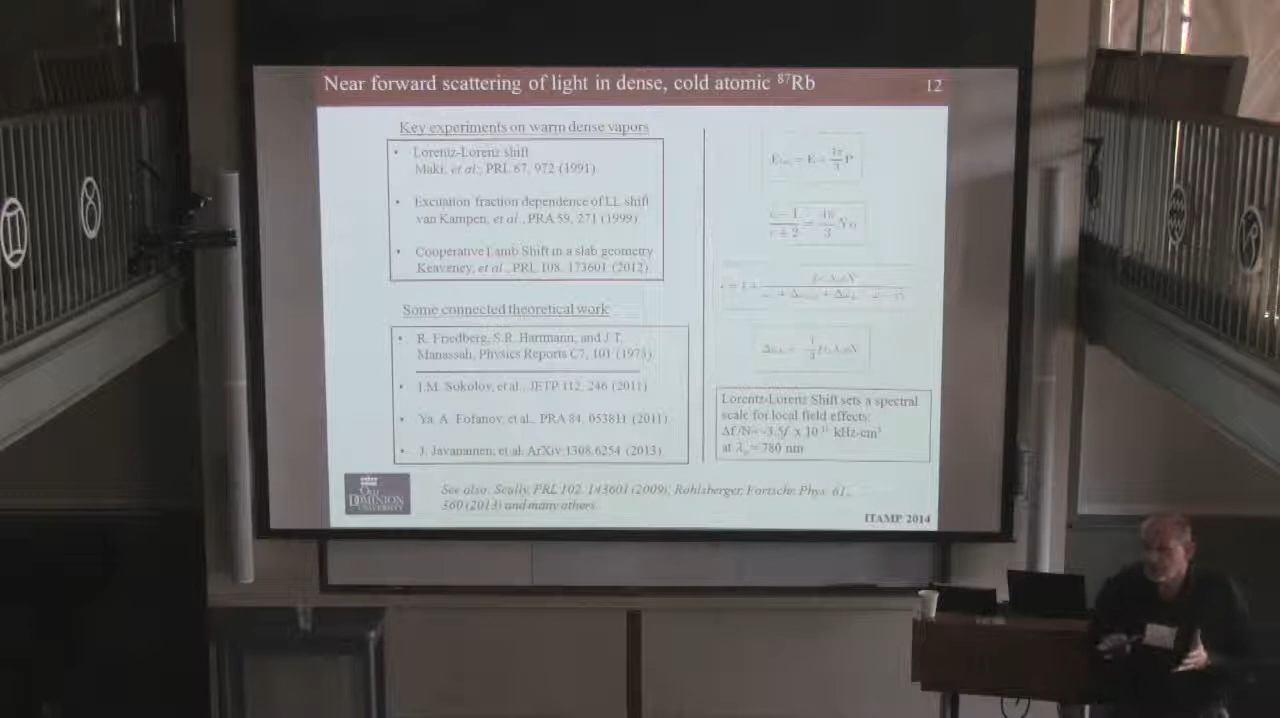 Near forward scattering of light in dense, cold atomic ⁸⁷Rb
12
Key experiments on warm dense vapors
• Lorentz-Lorenz shift
Maki, et al., PRL 67, 972 (1991)
• Excitation fraction dependence of LL shift
van Kampen, et al., PRA 59, 271 (1999)
• Cooperative Lamb Shift in a slab geometry
Keaveney, et al., PRL 108, 173601 (2012)
Some connected theoretical work
• R. Friedberg, S.R. Hartmann, and J.T.
Manassah, Physics Reports C7, 101 (1973)
• I.M. Sokolov, et al., JETP 112, 246 (2011)
• Ya. A. Fofanov, et al., PRA 84, 053811 (2011)
• J. Javanainen, et al. ArXiv:1308.6254 (2013)
Lorentz-Lorenz Shift sets a spectral
scale for local field effects:
at λ₀ = 780 nm
OLD
DOMINION
UNIVERSITY
See also: Scully, PRL 102, 143601 (2009); Rohlsberger, Fortschr. Phys. 61,
360 (2013) and many others.
ITAMP 2014